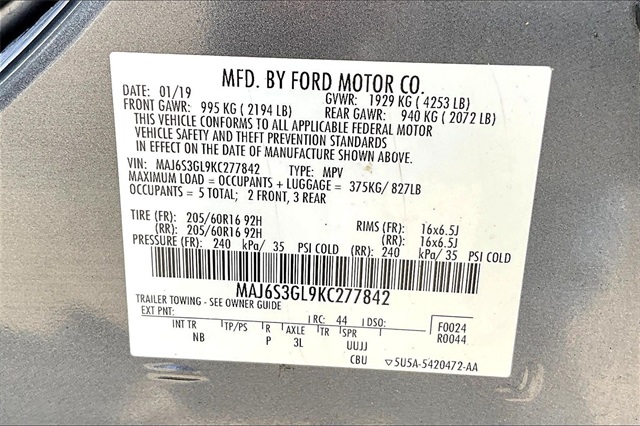 MFD. BY FORD MOTOR CO.
DATE: 01/19 GVWR: 1929 KG ( 4253 LB)
FRONT GAWR: 995 KG ( 2194 LB) REAR GAWR: 940 KG ( 2072 LB)
THIS VEHICLE CONFORMS TO ALL APPLICABLE FEDERAL MOTOR
VEHICLE SAFETY AND THEFT PREVENTION STANDARDS
IN EFFECT ON THE DATE OF MANUFACTURE SHOWN ABOVE.
VIN: MAJ6S3GL9KC277842 TYPE: MPV
MAXIMUM LOAD = OCCUPANTS + LUGGAGE = 375KG/ 827LB
OCCUPANTS = 5 TOTAL; 2 FRONT, 3 REAR
TIRE (FR): 205/60R16 92H RIMS (FR): 16x6.5J
(RR): 205/60R16 92H (RR): 16x6.5J
PRESSURE (FR): 240 kPa/ 35 PSI COLD (RR): 240 kPa/ 35 PSI COLD
MAJ6S3GL9KC277842
TRAILER TOWING - SEE OWNER GUIDE
EXT PNT: RC: 44 DSO: F0024
INT TR TP/PS R AXLE TR SPR R0044
NB P 3L UUJJ
CBU ▽5U5A-5420472-AA